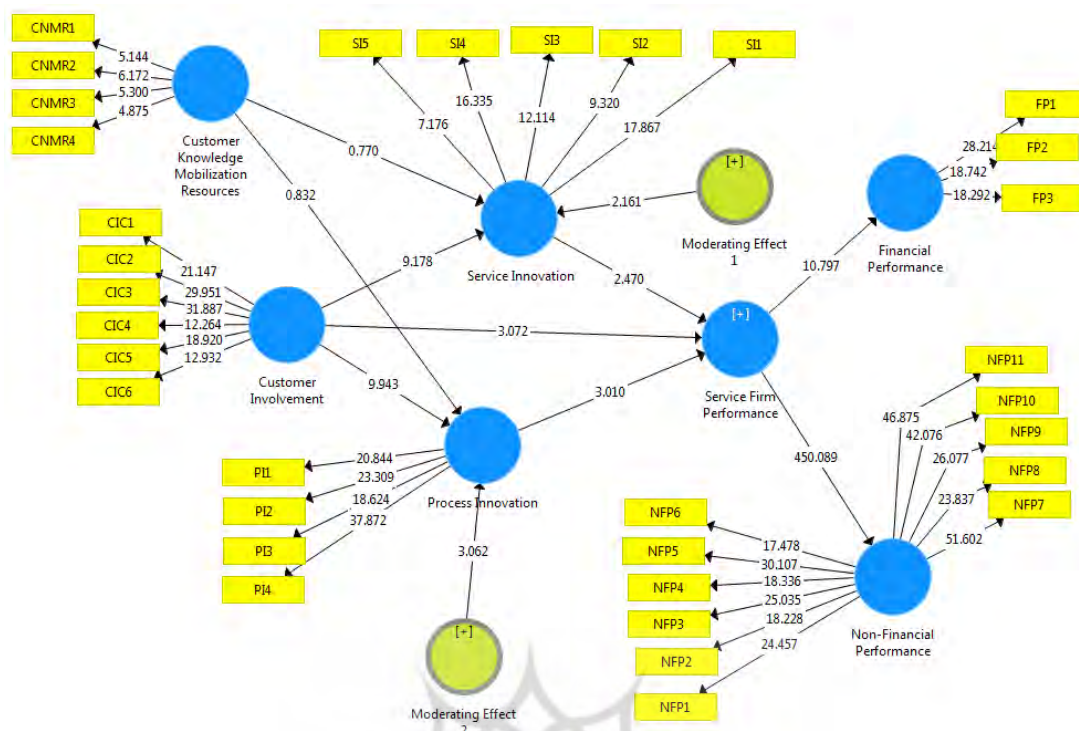 CNMR1
CNMR2
CNMR3
CNMR4
5.144
6.172
5.300
4.875
Customer
Knowledge
Mobilization
Resources
SI5
SI4
SI3
SI2
SI1
7.176
16.335
12.114
9.320
17.867
0.770
0.832
Service Innovation
[+]
2.161
Moderating Effect
1
FP1
FP2
FP3
28.214
18.742
18.292
Financial
Performance
10.797
CIC1
CIC2
CIC3
CIC4
CIC5
CIC6
21.147
29.951
31.887
12.264
18.920
12.932
Customer
Involvement
9.178
2.470
3.072
9.943
3.010
[+]
Service Firm
Performance
450.089
PI1
PI2
PI3
PI4
20.844
23.309
18.624
37.872
Process Innovation
3.062
[+]
Moderating Effect
2
NFP11
NFP10
NFP9
NFP8
NFP7
46.875
42.076
26.077
23.837
51.602
NFP6
NFP5
NFP4
NFP3
NFP2
NFP1
17.478
30.107
18.336
25.035
18.228
24.457
Non-Financial
Performance